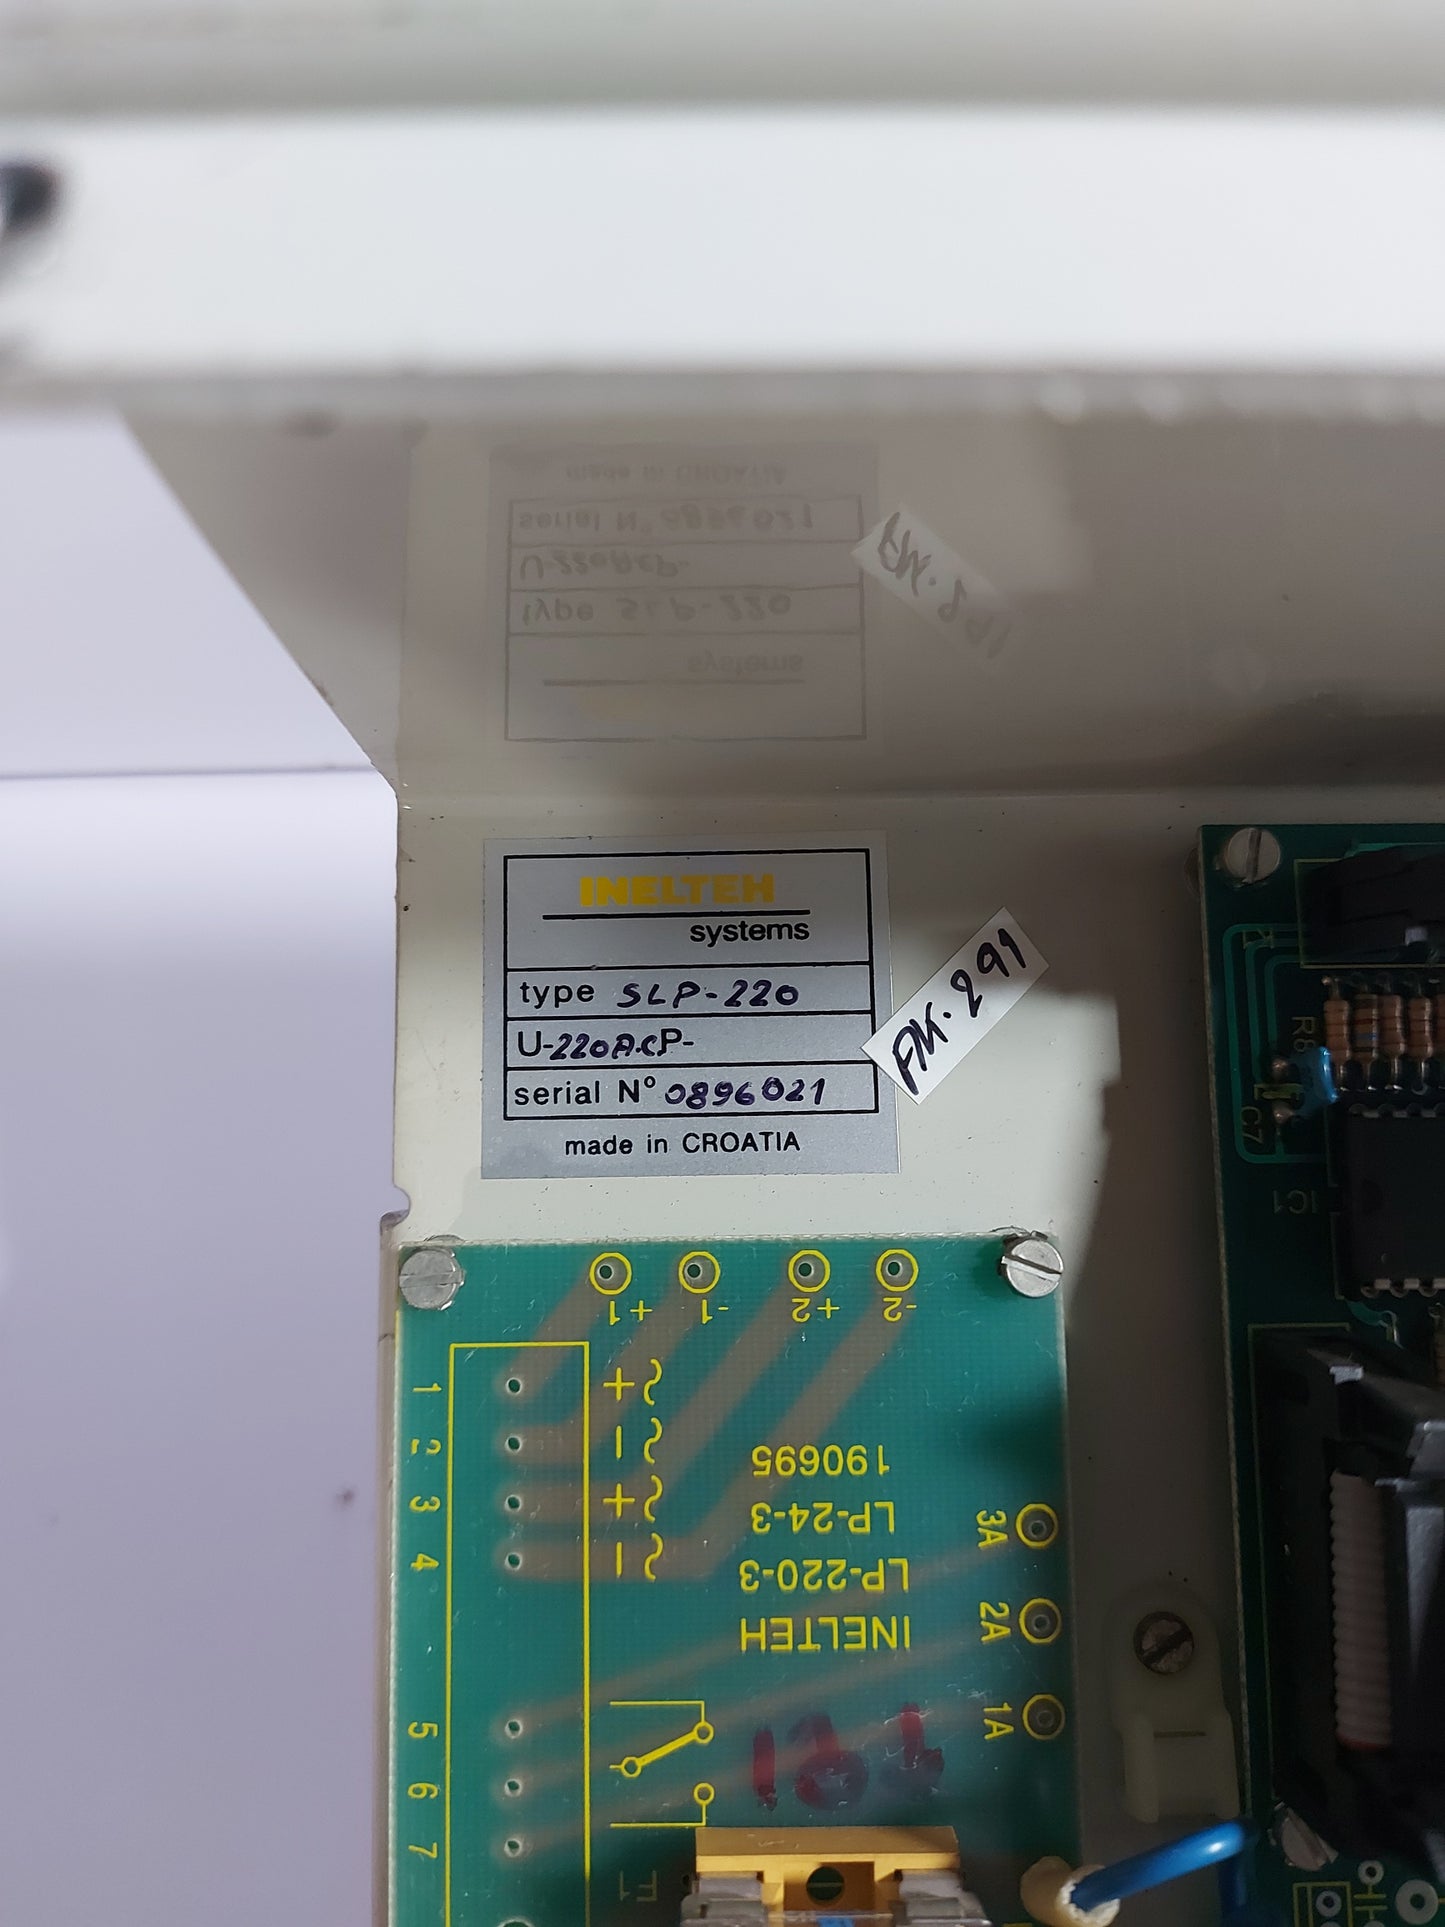 INELTEH
systems
type SLP-220
U-220A.C P-
serial N° 0896021
made in CROATIA
AK.291
+1 -1 +2 -2
1 + ~
2 - ~
3 + ~
4 - ~
5
6
7
INELTEH
LP-220-3
LP-24-3
190695
3A
2A
1A
F1
R8
C7
IC1